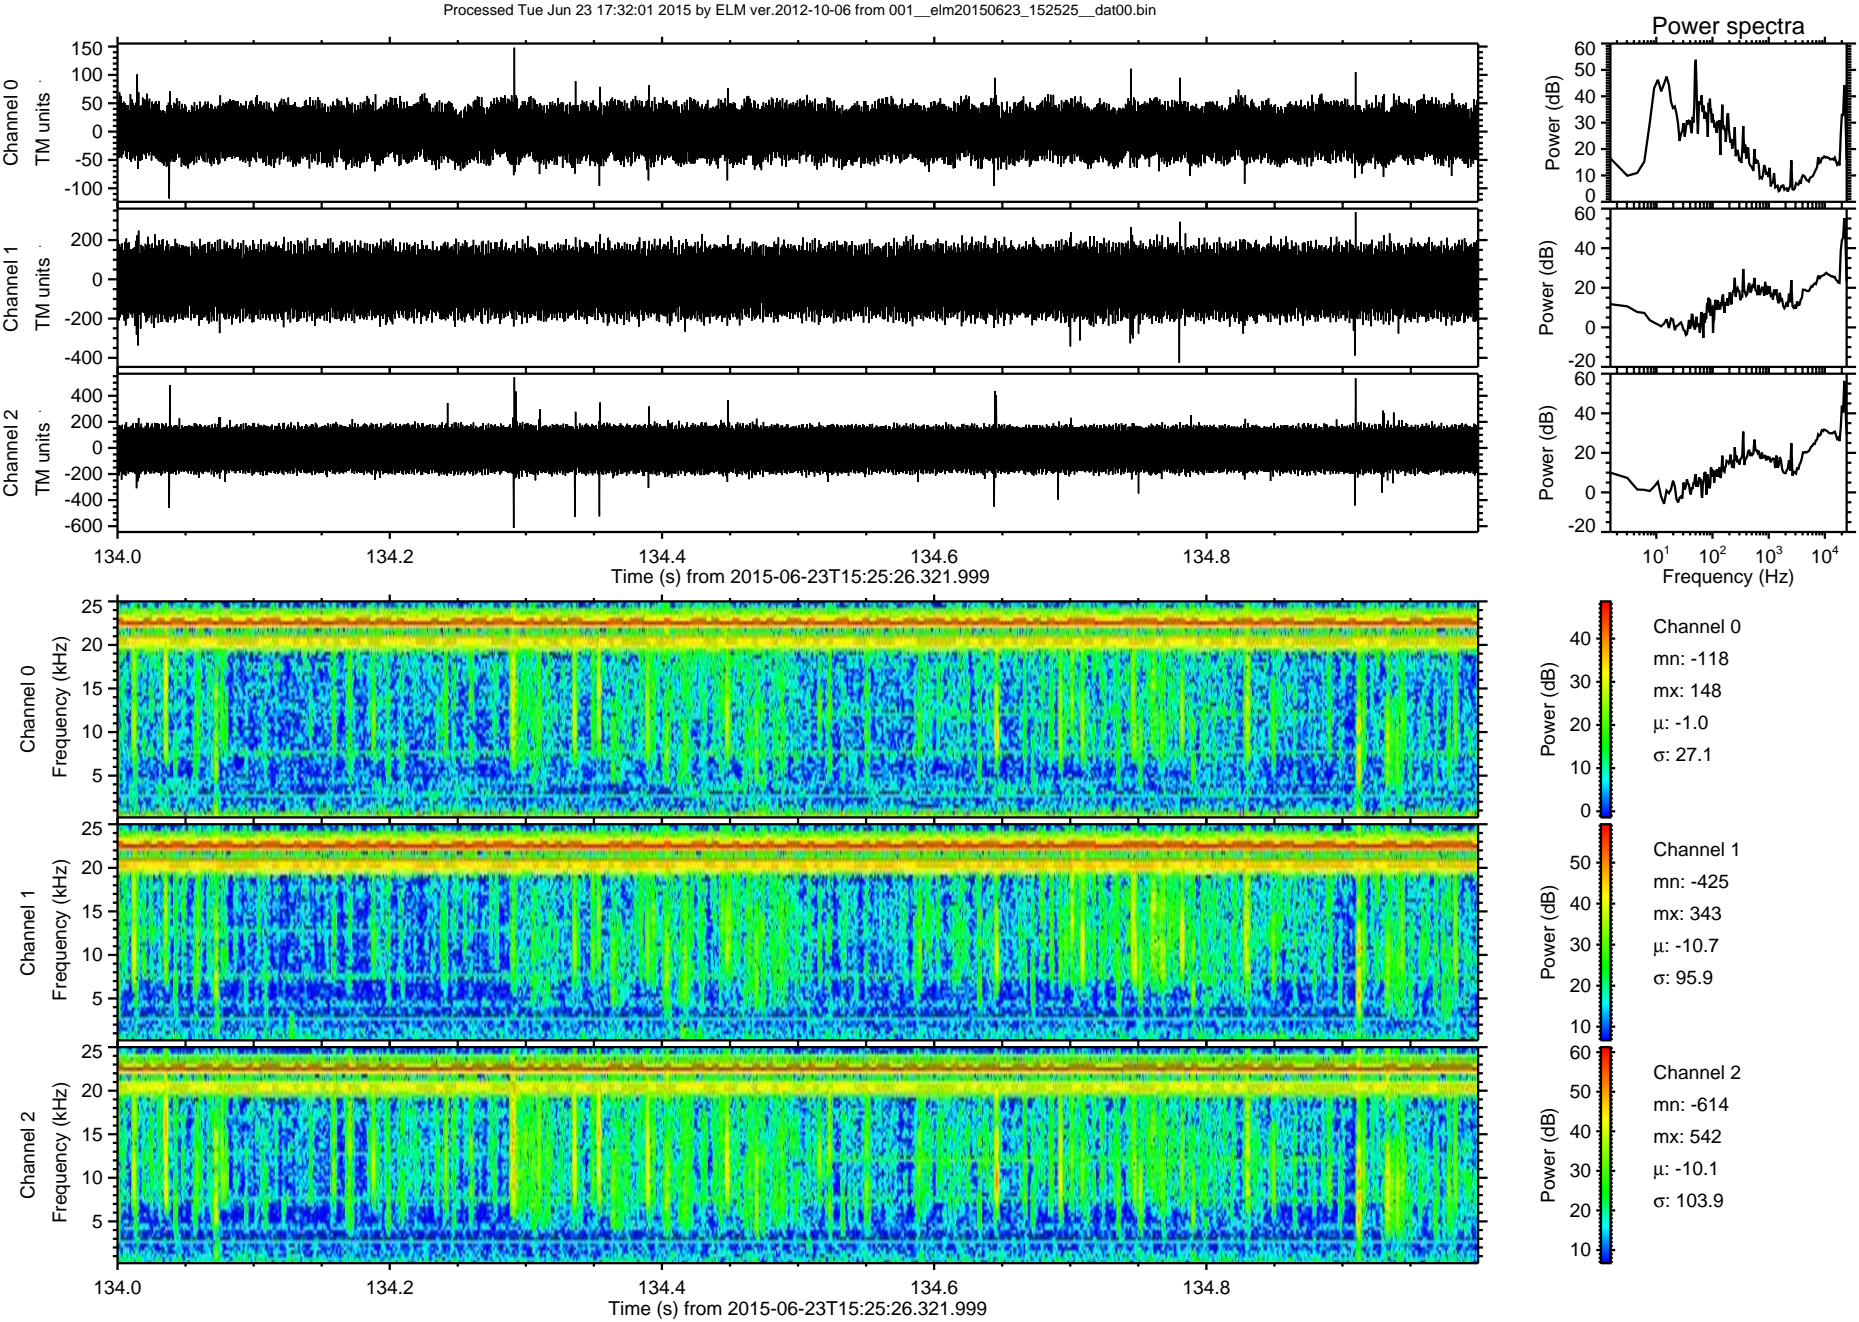 Processed Tue Jun 23 17:32:01 2015 by ELM ver.2012-10-06 from 001__elm20150623_152525__dat00.bin
Power spectra
Channel 0
TM units
150
100
50
0
-50
-100
Power (dB)
60
50
40
30
20
10
0
Channel 1
TM units
200
0
-200
-400
Power (dB)
60
40
20
0
-20
Channel 2
TM units
400
200
0
-200
-400
-600
Power (dB)
60
40
20
0
-20
134.0 134.2 134.4 134.6 134.8
Time (s) from 2015-06-23T15:25:26.321.999
10^1 10^2 10^3 10^4
Frequency (Hz)
Channel 0
Frequency (kHz)
25
20
15
10
5
Power (dB)
40
30
20
10
0
Channel 0
mn: -118
mx: 148
μ: -1.0
σ: 27.1
Channel 1
Frequency (kHz)
25
20
15
10
5
Power (dB)
50
40
30
20
10
Channel 1
mn: -425
mx: 343
μ: -10.7
σ: 95.9
Channel 2
Frequency (kHz)
25
20
15
10
5
Power (dB)
60
50
40
30
20
10
Channel 2
mn: -614
mx: 542
μ: -10.1
σ: 103.9
134.0 134.2 134.4 134.6 134.8
Time (s) from 2015-06-23T15:25:26.321.999